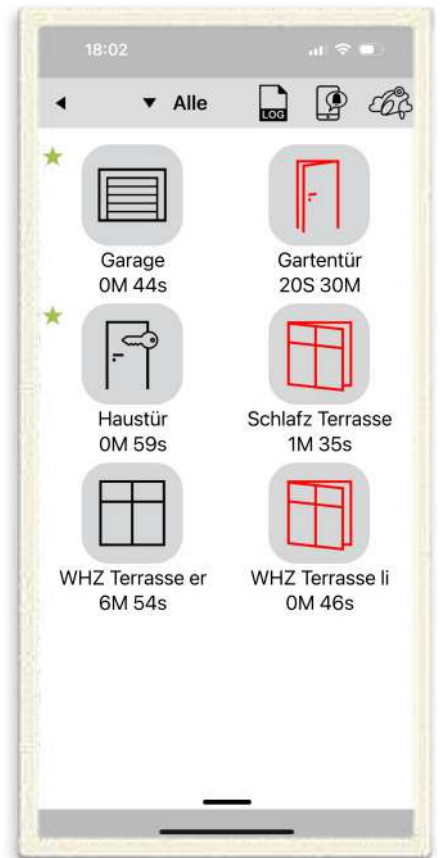 18:02
Alle
LOG
Garage
0M 44s
Gartentür
20S 30M
Haustür
0M 59s
Schlafz Terrasse
1M 35s
WHZ Terrasse er
6M 54s
WHZ Terrasse li
0M 46s